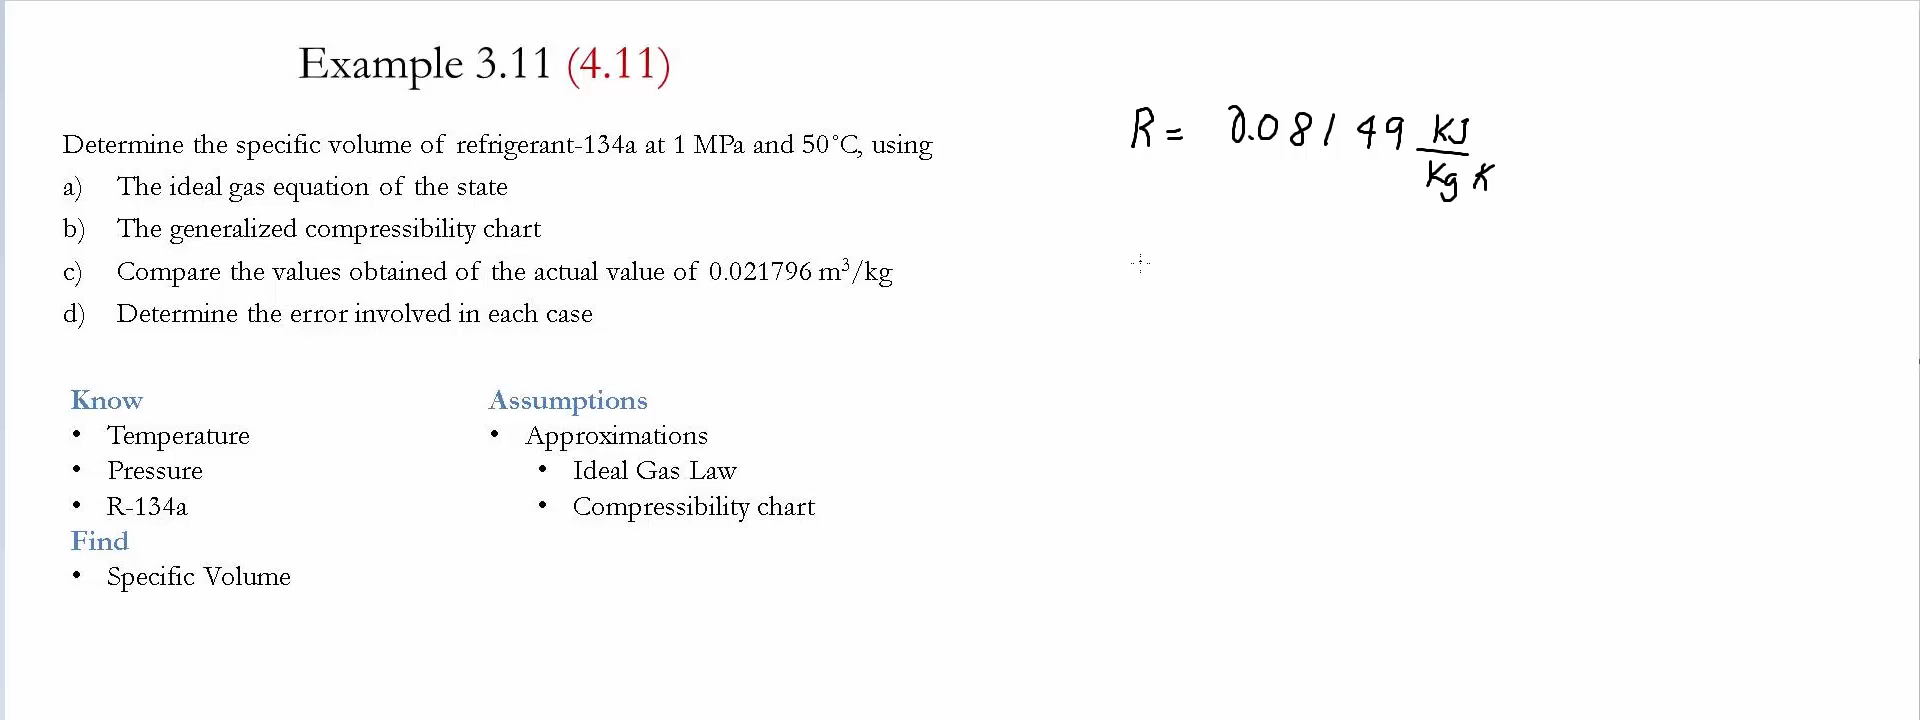 Example 3.11 (4.11)
Determine the specific volume of refrigerant-134a at 1 MPa and 50°C, using
a) The ideal gas equation of the state
b) The generalized compressibility chart
c) Compare the values obtained of the actual value of 0.021796 m³/kg
d) Determine the error involved in each case
Know
• Temperature
• Pressure
• R-134a
Find
• Specific Volume
Assumptions
• Approximations
• Ideal Gas Law
• Compressibility chart
R = 0.08149 KJ
Kg K